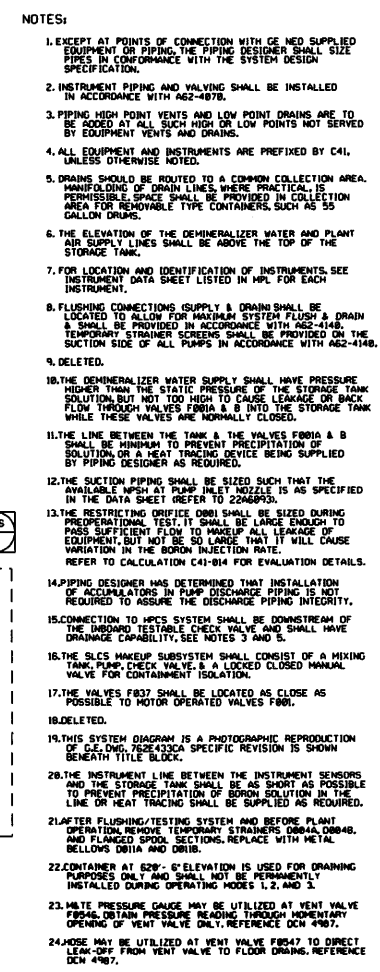 NOTES:
1. EXCEPT AT POINTS OF CONNECTION WITH GE NED SUPPLIED
EQUIPMENT OR PIPING, THE PIPING DESIGNER SHALL SIZE
PIPES IN CONFORMANCE WITH THE SYSTEM DESIGN
SPECIFICATION.
2. INSTRUMENT PIPING AND VALVING SHALL BE INSTALLED
IN ACCORDANCE WITH A62-4070.
3. PIPING HIGH POINT VENTS AND LOW POINT DRAINS ARE TO
BE ADDED AT ALL SUCH HIGH OR LOW POINTS NOT SERVED
BY EQUIPMENT VENTS AND DRAINS.
4. ALL EQUIPMENT AND INSTRUMENTS ARE PREFIXED BY C41,
UNLESS OTHERWISE NOTED.
5. DRAINS SHOULD BE ROUTED TO A COMMON COLLECTION AREA.
MANIFOLDING OF DRAIN LINES, WHERE PRACTICAL, IS
PERMISSIBLE. SPACE SHALL BE PROVIDED IN COLLECTION
AREA FOR REMOVABLE TYPE CONTAINERS, SUCH AS 55
GALLON DRUMS.
6. THE ELEVATION OF THE DEMINERALIZER WATER AND PLANT
AIR SUPPLY LINES SHALL BE ABOVE THE TOP OF THE
STORAGE TANK.
7. FOR LOCATION AND IDENTIFICATION OF INSTRUMENTS, SEE
INSTRUMENT DATA SHEET LISTED IN MPL FOR EACH
INSTRUMENT.
8. FLUSHING CONNECTIONS (SUPPLY & DRAIN) SHALL BE
LOCATED TO ALLOW FOR MAXIMUM SYSTEM FLUSH & DRAIN
& SHALL BE PROVIDED IN ACCORDANCE WITH A62-4140.
TEMPORARY STRAINER SCREENS SHALL BE PROVIDED ON THE
SUCTION SIDE OF ALL PUMPS IN ACCORDANCE WITH A62-4140.
9. DELETED.
10.THE DEMINERALIZER WATER SUPPLY SHALL HAVE PRESSURE
HIGHER THAN THE STATIC PRESSURE OF THE STORAGE TANK
SOLUTION, BUT NOT TOO HIGH TO CAUSE LEAKAGE OR BACK
FLOW THROUGH VALVES F001A & B INTO THE STORAGE TANK
WHILE THESE VALVES ARE NORMALLY CLOSED.
11.THE LINE BETWEEN THE TANK & THE VALVES F001A & B
SHALL BE MINIMUM TO PREVENT PRECIPITATION OF
SOLUTION, OR A HEAT TRACING DEVICE BEING SUPPLIED
BY PIPING DESIGNER AS REQUIRED.
12.THE SUCTION PIPING SHALL BE SIZED SUCH THAT THE
AVAILABLE NPSH AT PUMP INLET NOZZLE IS AS SPECIFIED
IN THE DATA SHEET (REFER TO 22A6093).
13.THE RESTRICTING ORIFICE D001 SHALL BE SIZED DURING
PREOPERATIONAL TEST. IT SHALL BE LARGE ENOUGH TO
PASS SUFFICIENT FLOW TO MAKEUP ALL LEAKAGE OF
EQUIPMENT, BUT NOT BE SO LARGE THAT IT WILL CAUSE
VARIATION IN THE BORON INJECTION RATE.
REFER TO CALCULATION C41-014 FOR EVALUATION DETAILS.
14.PIPING DESIGNER HAS DETERMINED THAT INSTALLATION
OF ACCUMULATORS IN PUMP DISCHARGE PIPING IS NOT
REQUIRED TO ASSURE THE DISCHARGE PIPING INTEGRITY.
15.CONNECTION TO HPCS SYSTEM SHALL BE DOWNSTREAM OF
THE INBOARD TESTABLE CHECK VALVE AND SHALL HAVE
DRAINAGE CAPABILITY, SEE NOTES 3 AND 5.
16.THE SLCS MAKEUP SUBSYSTEM SHALL CONSIST OF A MIXING
TANK, PUMP, CHECK VALVE, & A LOCKED CLOSED MANUAL
VALVE FOR CONTAINMENT ISOLATION.
17.THE VALVES F037 SHALL BE LOCATED AS CLOSE AS
POSSIBLE TO MOTOR OPERATED VALVES F001.
18.DELETED.
19.THIS SYSTEM DIAGRAM IS A PHOTOGRAPHIC REPRODUCTION
OF G.E. DWG. 762E433CA SPECIFIC REVISION IS SHOWN
BENEATH TITLE BLOCK.
20.THE INSTRUMENT LINE BETWEEN THE INSTRUMENT SENSORS
AND THE STORAGE TANK SHALL BE AS SHORT AS POSSIBLE
TO PREVENT PRECIPITATION OF BORON SOLUTION IN THE
LINE OR HEAT TRACING SHALL BE SUPPLIED AS REQUIRED.
21.AFTER FLUSHING/TESTING SYSTEM AND BEFORE PLANT
OPERATION, REMOVE TEMPORARY STRAINERS D004A, D004B,
AND FLANGED SPOOL SECTIONS. REPLACE WITH METAL
BELLOWS D011A AND D011B.
22.CONTAINER AT 620'- 6" ELEVATION IS USED FOR DRAINING
PURPOSES ONLY AND SHALL NOT BE PERMANENTLY
INSTALLED DURING OPERATING MODES 1, 2, AND 3.
23. M&TE PRESSURE GAUGE MAY BE UTILIZED AT VENT VALVE
F0546. OBTAIN PRESSURE READING THROUGH MOMENTARY
OPENING OF VENT VALVE ONLY. REFERENCE DCN 4987.
24.HOSE MAY BE UTILIZED AT VENT VALVE F0547 TO DIRECT
LEAK-OFF FROM VENT VALVE TO FLOOR DRAINS. REFERENCE
DCN 4987.
S